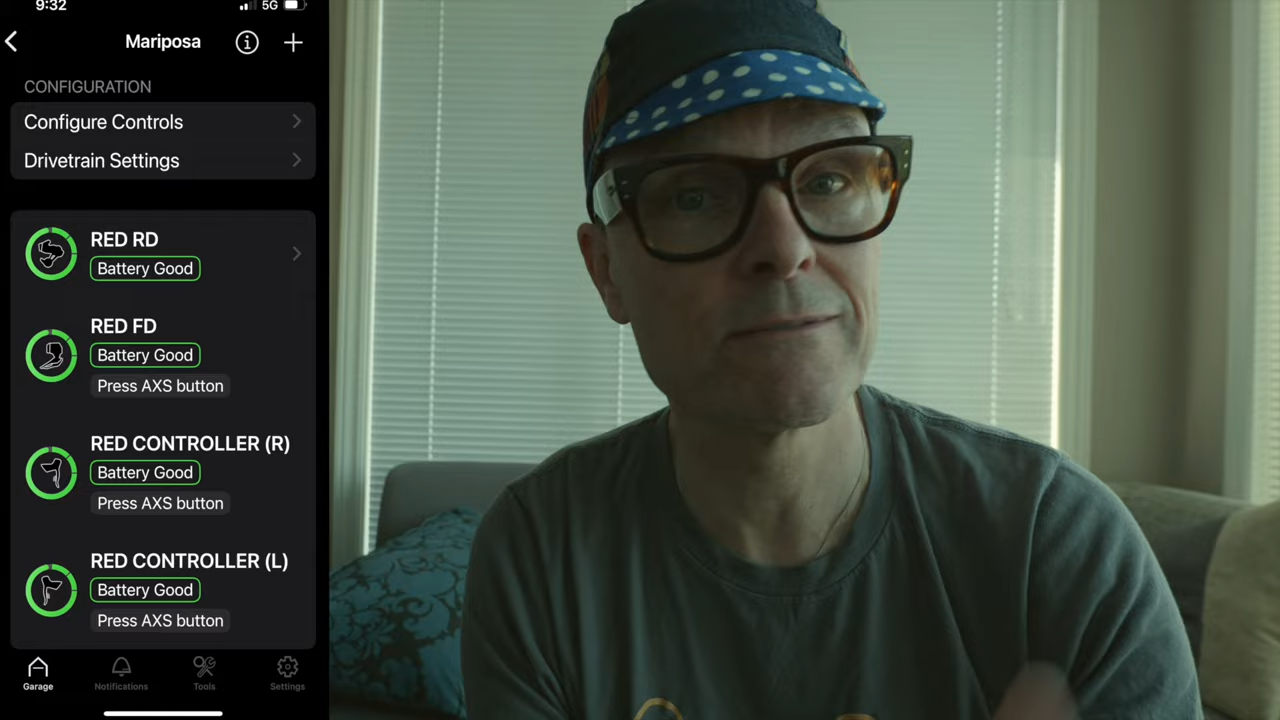 9:32
5G
Mariposa
CONFIGURATION
Configure Controls
Drivetrain Settings
RED RD
Battery Good
RED FD
Battery Good
Press AXS button
RED CONTROLLER (R)
Battery Good
Press AXS button
RED CONTROLLER (L)
Battery Good
Press AXS button
Garage
Notifications
Tools
Settings